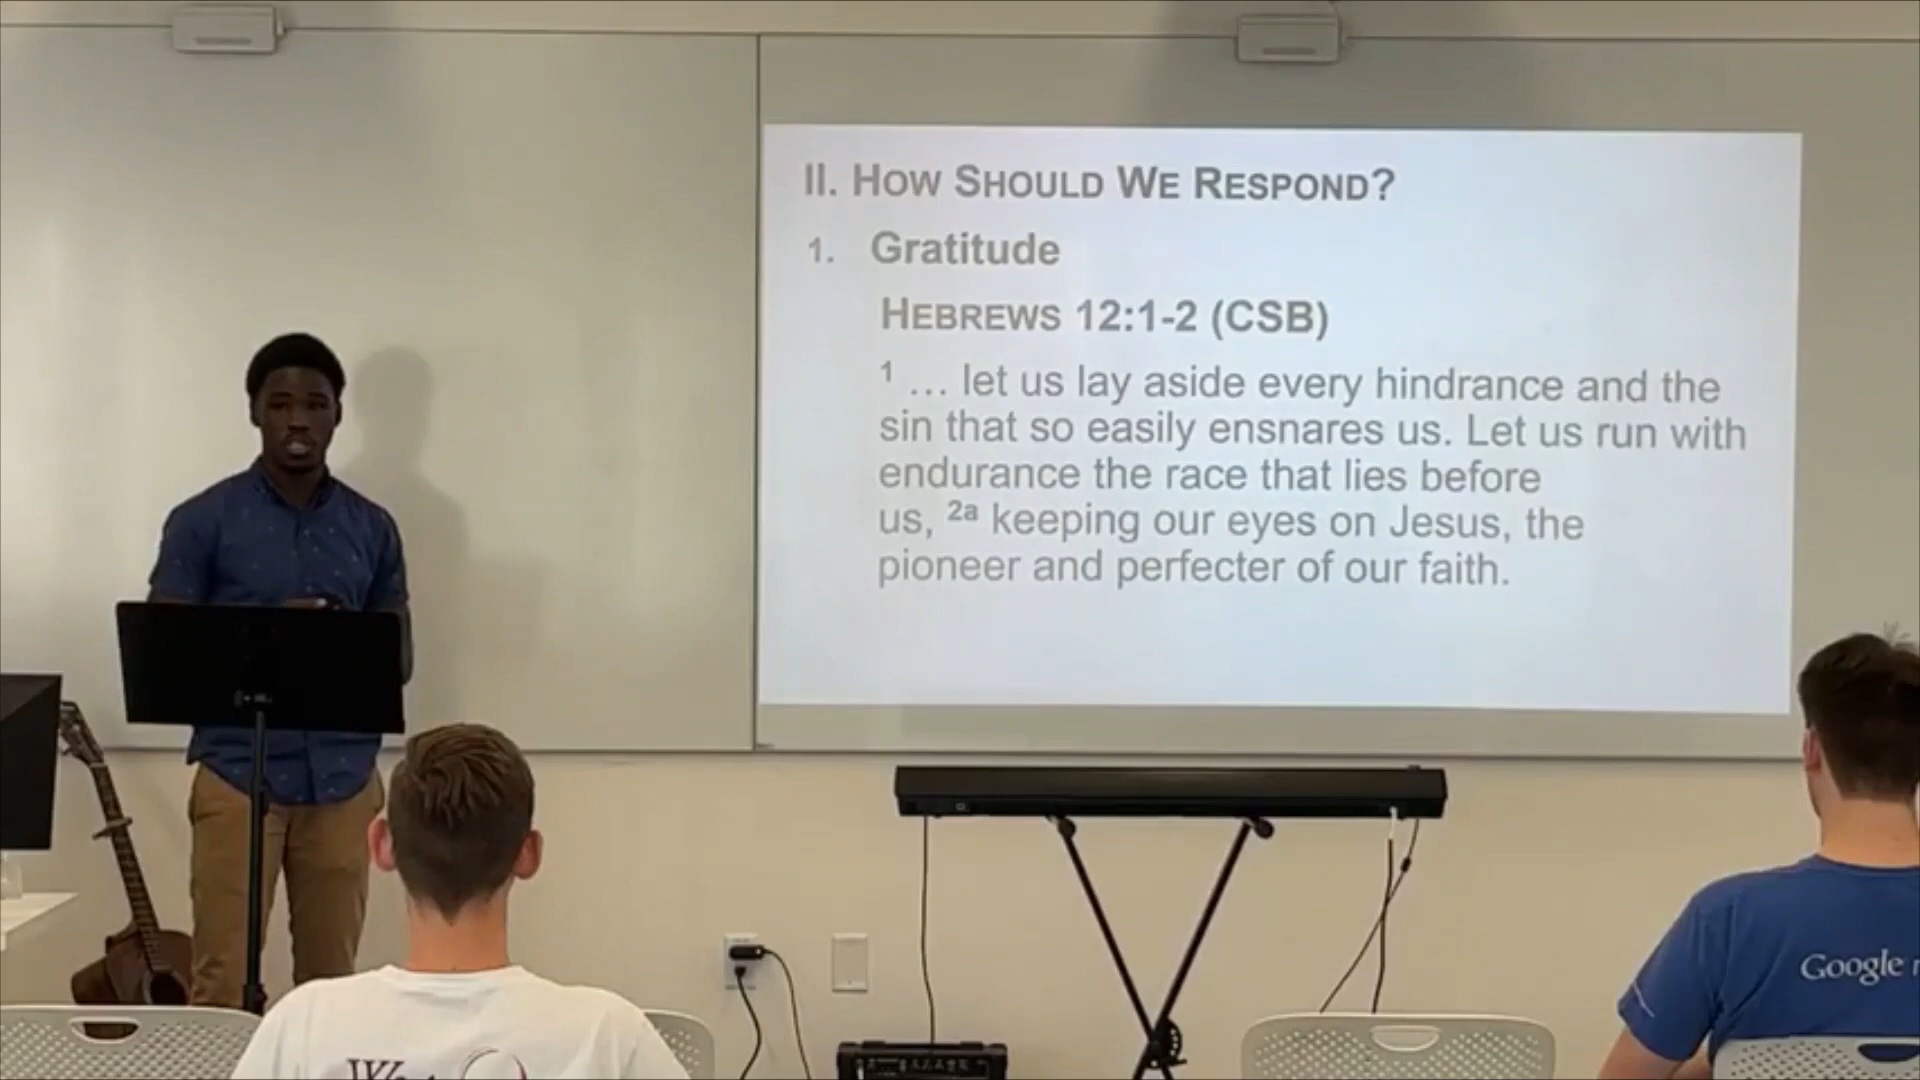 II. HOW SHOULD WE RESPOND?
1. Gratitude
HEBREWS 12:1-2 (CSB)
1 … let us lay aside every hindrance and the
sin that so easily ensnares us. Let us run with
endurance the race that lies before
us, 2a keeping our eyes on Jesus, the
pioneer and perfecter of our faith.
Google